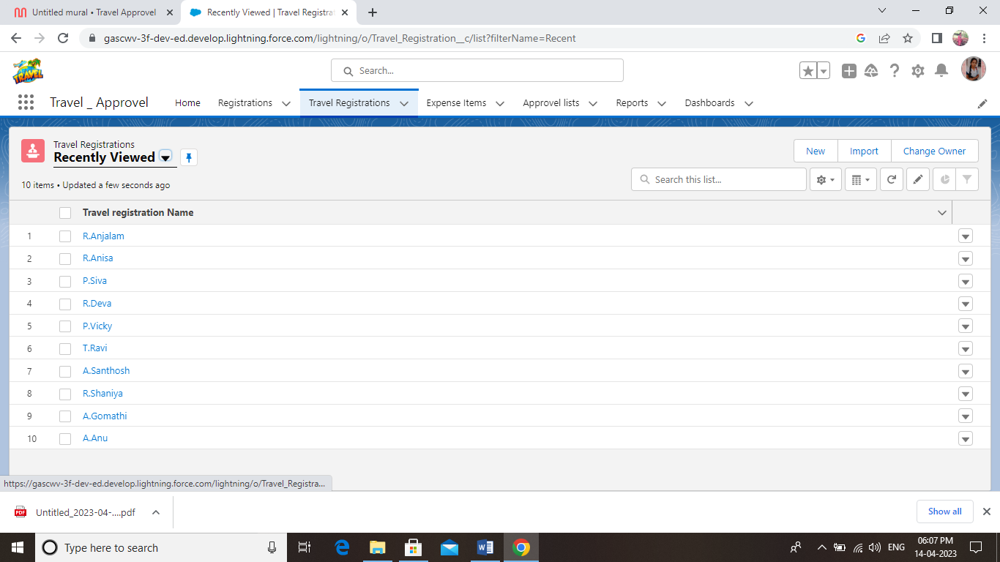 Untitled mural • Travel Approvel
Recently Viewed | Travel Registrat
gascwv-3f-dev-ed.develop.lightning.force.com/lightning/o/Travel_Registration__c/list?filterName=Recent
TRAVEL
Search...
Travel _ Approvel
Home
Registrations
Travel Registrations
Expense Items
Approvel lists
Reports
Dashboards
Travel Registrations
Recently Viewed
New
Import
Change Owner
10 items • Updated a few seconds ago
Search this list...
Travel registration Name
1 R.Anjalam
2 R.Anisa
3 P.Siva
4 R.Deva
5 P.Vicky
6 T.Ravi
7 A.Santhosh
8 R.Shaniya
9 A.Gomathi
10 A.Anu
https://gascwv-3f-dev-ed.develop.lightning.force.com/lightning/o/Travel_Registra...
PDF
Untitled_2023-04-....pdf
Show all
Type here to search
ENG
06:07 PM
14-04-2023